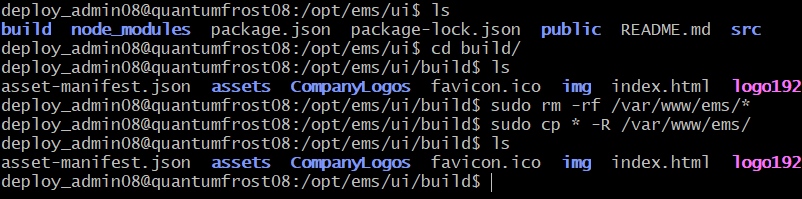 deploy_admin08@quantumfrost08:/opt/ems/ui$ ls
build node_modules package.json package-lock.json public README.md src
deploy_admin08@quantumfrost08:/opt/ems/ui$ cd build/
deploy_admin08@quantumfrost08:/opt/ems/ui/build$ ls
asset-manifest.json assets CompanyLogos favicon.ico img index.html logo192
deploy_admin08@quantumfrost08:/opt/ems/ui/build$ sudo rm -rf /var/www/ems/*
deploy_admin08@quantumfrost08:/opt/ems/ui/build$ sudo cp * -R /var/www/ems/
deploy_admin08@quantumfrost08:/opt/ems/ui/build$ ls
asset-manifest.json assets CompanyLogos favicon.ico img index.html logo192
deploy_admin08@quantumfrost08:/opt/ems/ui/build$